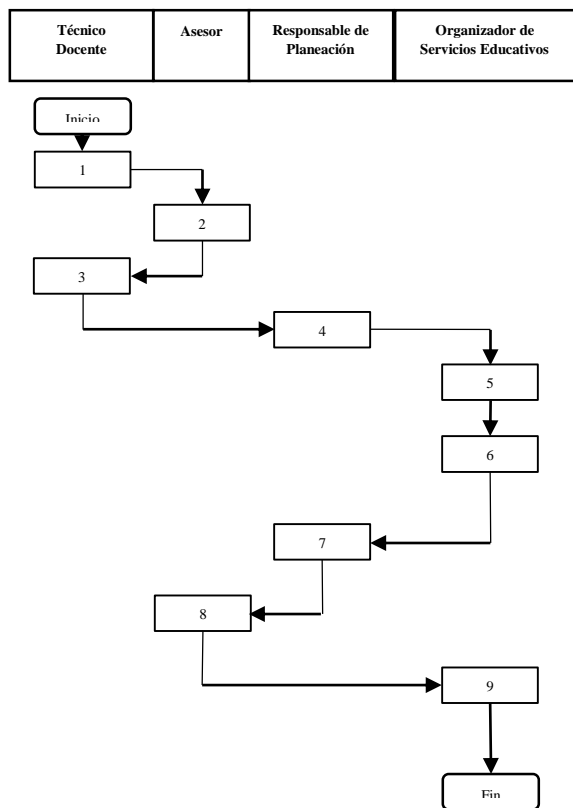 Técnico
Docente
Asesor
Responsable de
Planeación
Organizador de
Servicios Educativos
Inicio
1
2
3
4
5
6
7
8
9
Fin